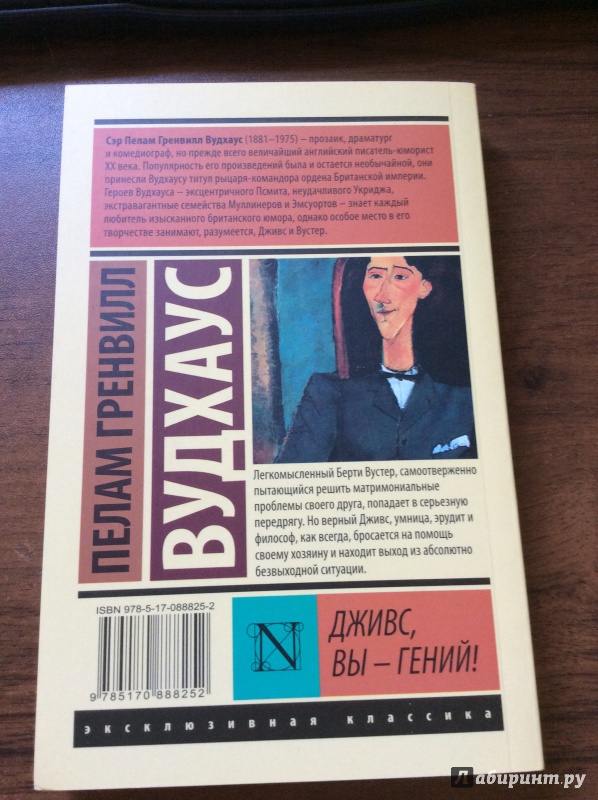 Сэр Пелам Гренвилл Вудхаус (1881–1975) – прозаик, драматург
и комедиограф, но прежде всего величайший английский писатель-юморист
XX века. Популярность его произведений была и остается необычайной, они
принесли Вудхаусу титул рыцаря-командора ордена Британской империи.
Героев Вудхауса – эксцентричного Псмита, неудачливого Укриджа,
экстравагантные семейства Муллинеров и Эмсуортов – знает каждый
любитель изысканного британского юмора, однако особое место в его
творчестве занимают, разумеется, Дживс и Вустер.
ПЕЛАМ ГРЕНВИЛЛ
ВУДХАУС
Легкомысленный Берти Вустер, самоотверженно
пытающийся решить матримониальные
проблемы своего друга, попадает в серьезную
передрягу. Но верный Дживс, умница, эрудит и
философ, как всегда, бросается на помощь
своему хозяину и находит выход из абсолютно
безвыходной ситуации.
ISBN 978-5-17-088825-2
9 785170 888252
N
ДЖИВС,
ВЫ – ГЕНИЙ!
эксклюзивная классика
Лабиринт.ру